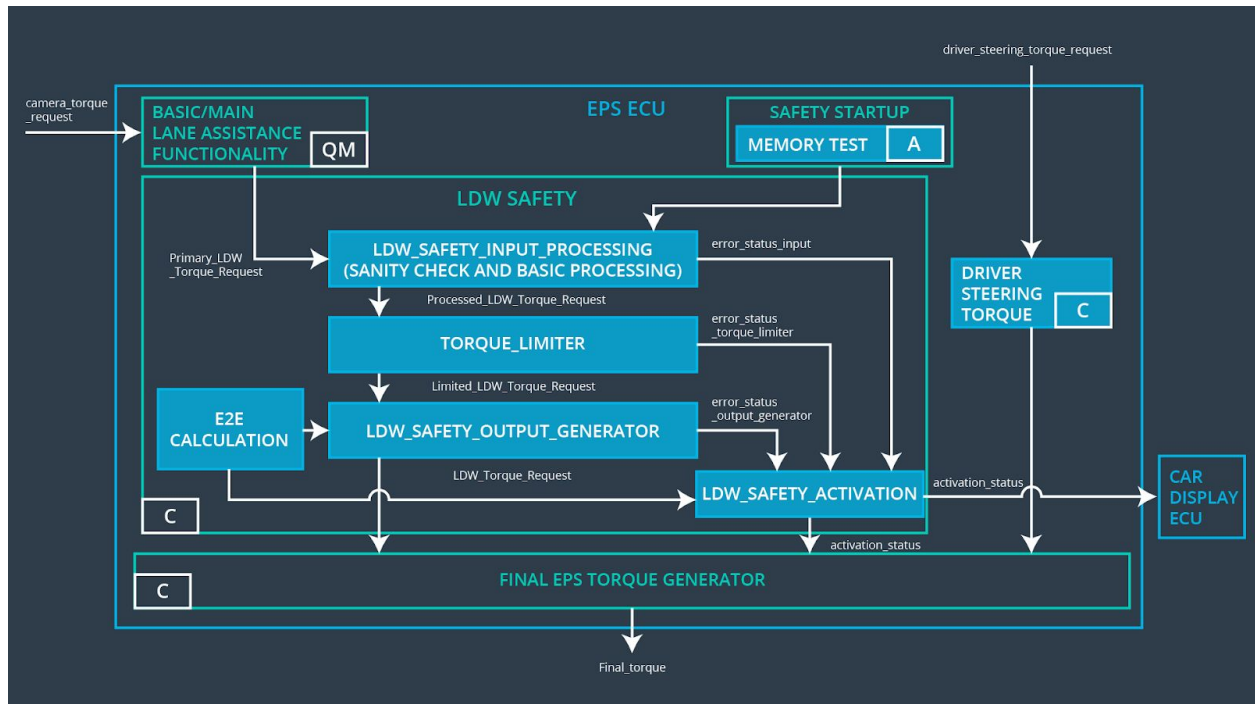 driver_steering_torque_request
camera_torque
_request
EPS ECU
BASIC/MAIN
LANE ASSISTANCE
FUNCTIONALITY
QM
SAFETY STARTUP
MEMORY TEST
A
LDW SAFETY
Primary_LDW
_Torque_Request
LDW_SAFETY_INPUT_PROCESSING
(SANITY CHECK AND BASIC PROCESSING)
error_status_input
DRIVER
STEERING
TORQUE
C
Processed_LDW_Torque_Request
TORQUE_LIMITER
error_status
_torque_limiter
Limited_LDW_Torque_Request
E2E
CALCULATION
LDW_SAFETY_OUTPUT_GENERATOR
error_status
_output_generator
LDW_Torque_Request
LDW_SAFETY_ACTIVATION
activation_status
CAR
DISPLAY
ECU
C
activation_status
FINAL EPS TORQUE GENERATOR
C
Final_torque